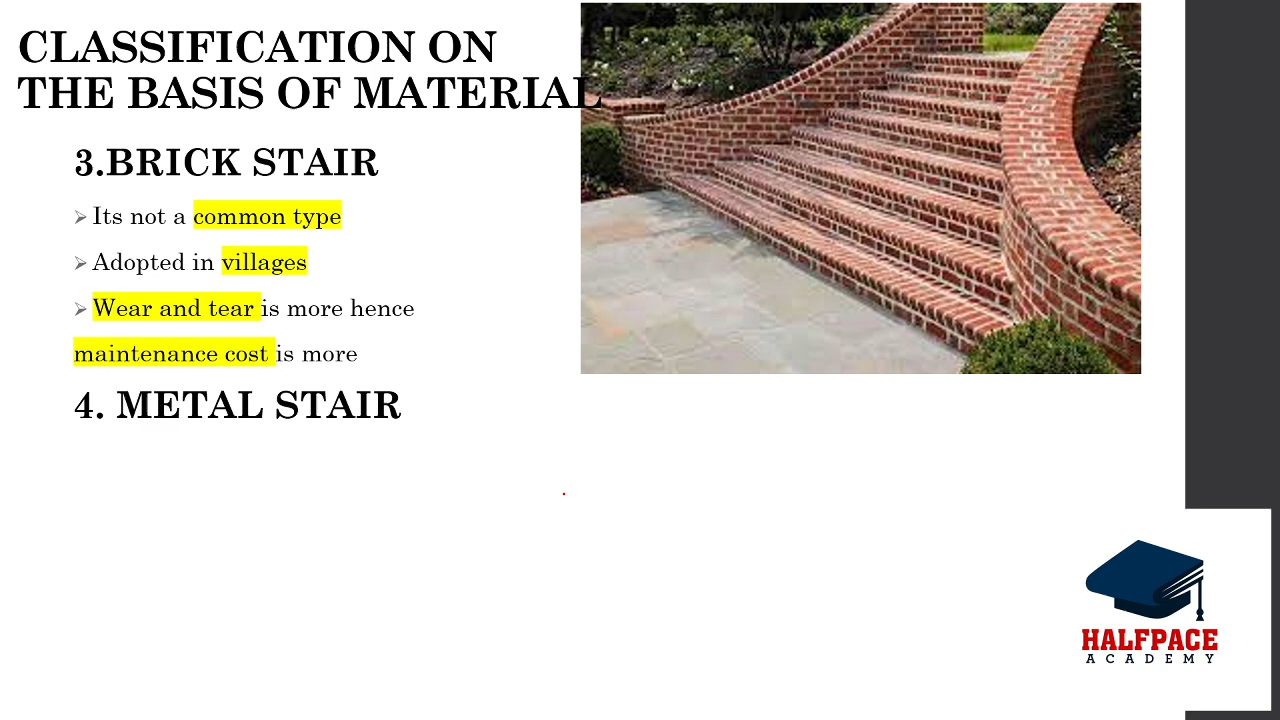 CLASSIFICATION ON
THE BASIS OF MATERIAL
3.BRICK STAIR
Its not a common type
Adopted in villages
Wear and tear is more hence
maintenance cost is more
4. METAL STAIR
HALFPACE
ACADEMY